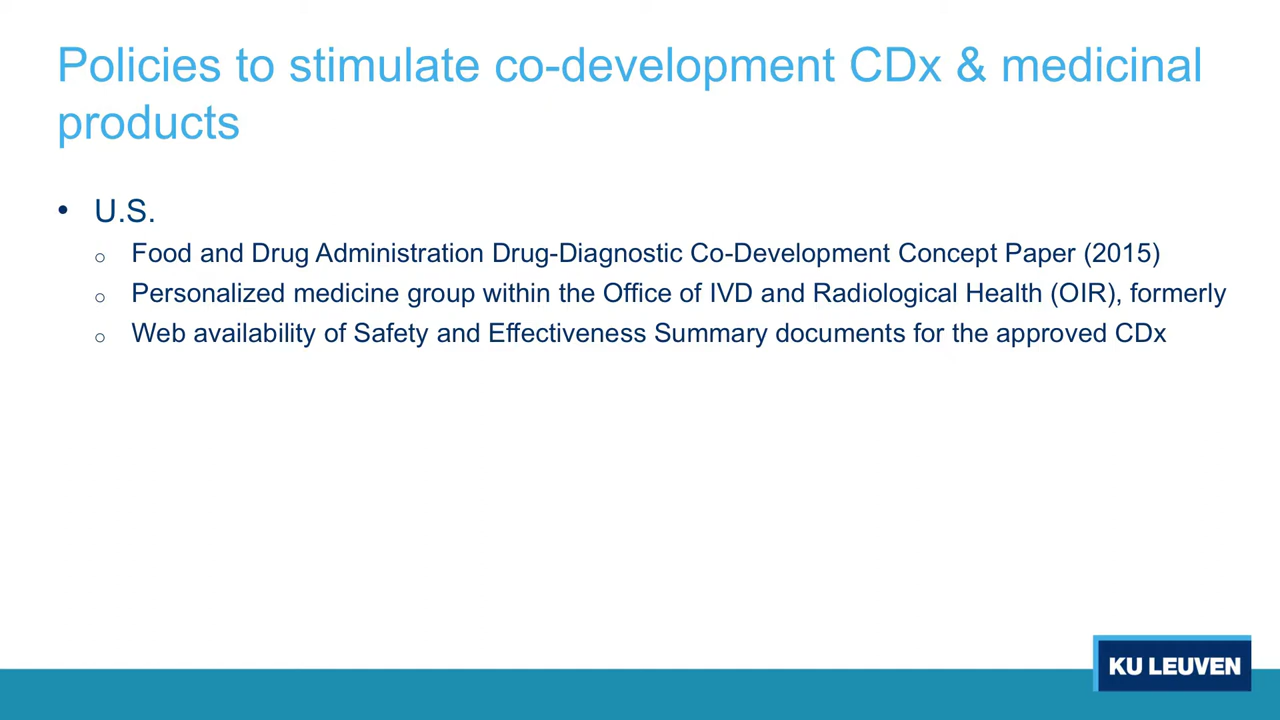 Policies to stimulate co-development CDx & medicinal
products
• U.S.
o Food and Drug Administration Drug-Diagnostic Co-Development Concept Paper (2015)
o Personalized medicine group within the Office of IVD and Radiological Health (OIR), formerly
o Web availability of Safety and Effectiveness Summary documents for the approved CDx
KU LEUVEN